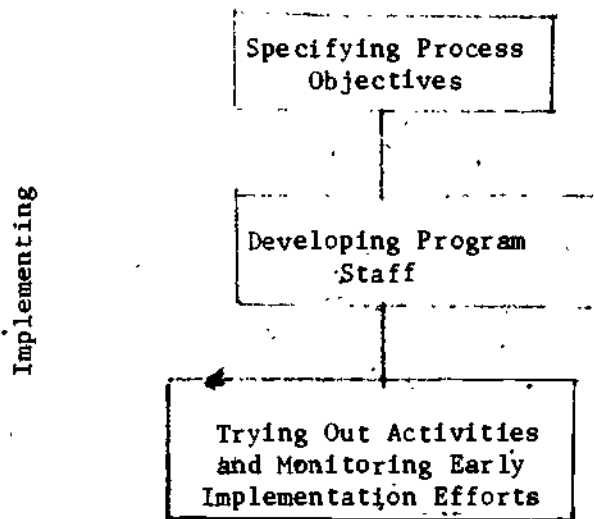 Specifying Process
Objectives
Implementing
Developing Program
Staff
Trying Out Activities
and Monitoring Early
Implementation Efforts